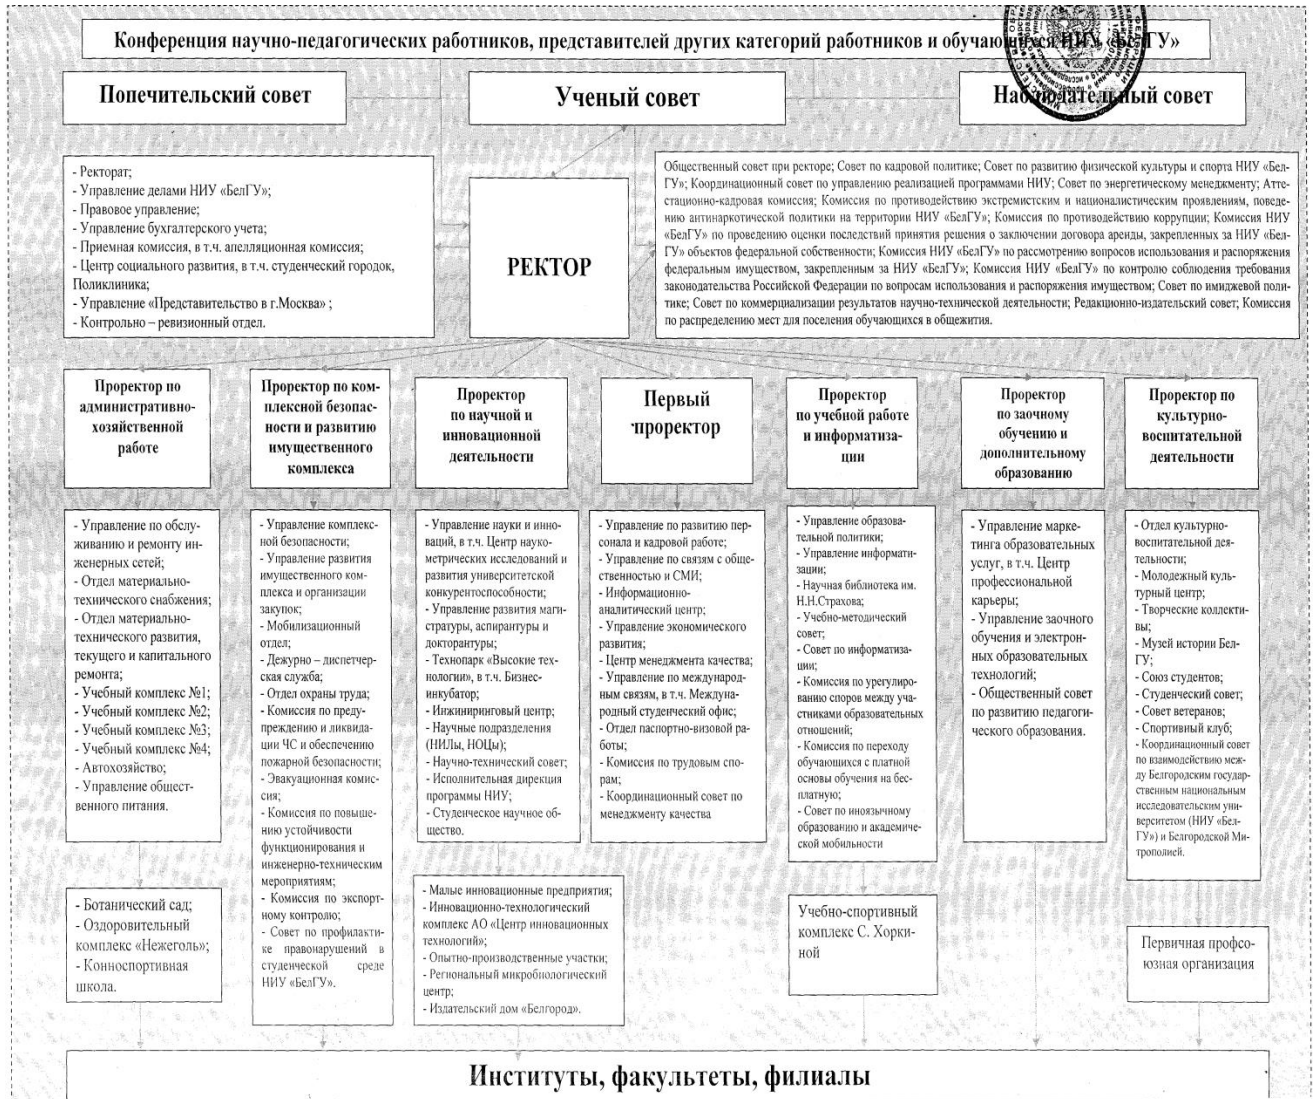 Конференция научно-педагогических работников, представителей других категорий работников и обучающихся НИУ «БелГУ»
Попечительский совет
Ученый совет
Наблюдательный совет
- Ректорат;
- Управление делами НИУ «БелГУ»;
- Правовое управление;
- Управление бухгалтерского учета;
- Приемная комиссия, в т.ч. апелляционная комиссия;
- Центр социального развития, в т.ч. студенческий городок,
Поликлиника;
- Управление «Представительство в г.Москва» ;
- Контрольно – ревизионный отдел.
РЕКТОР
Общественный совет при ректоре; Совет по кадровой политике; Совет по развитию физической культуры и спорта НИУ «Бел-
ГУ»; Координационный совет по управлению реализацией программами НИУ; Совет по энергетическому менеджменту; Атте-
стационно-кадровая комиссия; Комиссия по противодействию экстремистским и националистическим проявлениям, поведе-
нию антинаркотической политики на территории НИУ «БелГУ»; Комиссия по противодействию коррупции; Комиссия НИУ
«БелГУ» по проведению оценки последствий принятия решения о заключении договора аренды, закрепленных за НИУ «Бел-
ГУ» объектов федеральной собственности; Комиссия НИУ «БелГУ» по рассмотрению вопросов использования и распоряжения
федеральным имуществом, закрепленным за НИУ «БелГУ»; Комиссия НИУ «БелГУ» по контролю соблюдения требования
законодательства Российской Федерации по вопросам использования и распоряжения имуществом; Совет по имиджевой поли-
тике; Совет по коммерциализации результатов научно-технической деятельности; Редакционно-издательский совет; Комиссия
по распределению мест для поселения обучающихся в общежития.
Проректор по
административно-
хозяйственной
работе
Проректор по ком-
плексной безопас-
ности и развитию
имущественного
комплекса
Проректор
по научной и
инновационной
деятельности
Первый
проректор
Проректор
по учебной работе
и информатиза-
ции
Проректор
по заочному
обучению и
дополнительному
образованию
Проректор по
культурно-
воспитательной
деятельности
- Управление по обслу-
живанию и ремонту ин-
женерных сетей;
- Отдел материально-
технического снабжения;
- Отдел материально-
технического развития,
текущего и капитального
ремонта;
- Учебный комплекс №1;
- Учебный комплекс №2;
- Учебный комплекс №3;
- Учебный комплекс №4;
- Автохозяйство;
- Управление общест-
венного питания.
- Управление комплекс-
ной безопасности;
- Управление развития
имущественного ком-
плекса и организации
закупок;
- Мобилизационный
отдел;
- Дежурно – диспетчер-
ская служба;
- Отдел охраны труда;
- Комиссия по преду-
преждению и ликвида-
ции ЧС и обеспечению
пожарной безопасности;
- Эвакуационная комис-
сия;
- Комиссия по повыше-
нию устойчивости
функционирования и
инженерно-техническим
мероприятиям;
- Комиссия по экспорт-
ному контролю;
- Совет по профилакти-
ке правонарушений в
студенческой среде
НИУ «БелГУ».
- Управление науки и инно-
ваций, в т.ч. Центр науко-
метрических исследований и
развития университетской
конкурентоспособности;
- Управление развития маги-
стратуры, аспирантуры и
докторантуры;
- Технопарк «Высокие тех-
нологии», в т.ч. Бизнес-
инкубатор;
- Инжиниринговый центр;
- Научные подразделения
(НИЛы, НОЦы);
- Научно-технический совет;
- Исполнительная дирекция
программы НИУ;
- Студенческое научное об-
щество.
- Управление по развитию пер-
сонала и кадровой работе;
- Управление по связям с обще-
ственностью и СМИ;
- Информационно-
аналитический центр;
- Управление экономического
развития;
- Центр менеджмента качества;
- Управление по международ-
ным связям, в т.ч. Междуна-
родный студенческий офис;
- Отдел паспортно-визовой ра-
боты;
- Комиссия по трудовым спо-
рам;
- Координационный совет по
менеджменту качества
- Управление образова-
тельной политики;
- Управление информати-
зации;
- Научная библиотека им.
Н.Н.Страхова;
- Учебно-методический
совет;
- Совет по информатиза-
ции;
- Комиссия по урегулиро-
ванию споров между уча-
стниками образовательных
отношений;
- Комиссия по переходу
обучающихся с платной
основы обучения на бес-
платную;
- Совет по иноязычному
образованию и академиче-
ской мобильности
- Управление марке-
тинга образовательных
услуг, в т.ч. Центр
профессиональной
карьеры;
- Управление заочного
обучения и электрон-
ных образовательных
технологий;
- Общественный совет
по развитию педагоги-
ческого образования.
- Отдел культурно-
воспитательной дея-
тельности;
- Молодежный куль-
турный центр;
- Творческие коллекти-
вы;
- Музей истории Бел-
ГУ;
- Союз студентов;
- Студенческий совет;
- Совет ветеранов;
- Спортивный клуб;
- Координационный совет
по взаимодействию меж-
ду Белгородским государ-
ственным национальным
исследовательским уни-
верситетом (НИУ «Бел-
ГУ») и Белгородской Ми-
трополией.
- Ботанический сад;
- Оздоровительный
комплекс «Нежеголь»;
- Конноспортивная
школа.
- Малые инновационные предприятия;
- Инновационно-технологический
комплекс АО «Центр инновационных
технологий»;
- Опытно-производственные участки;
- Региональный микробиологический
центр;
- Издательский дом «Белгород».
Учебно-спортивный
комплекс С. Хорки-
ной
Первичная профсо-
юзная организация
Институты, факультеты, филиалы